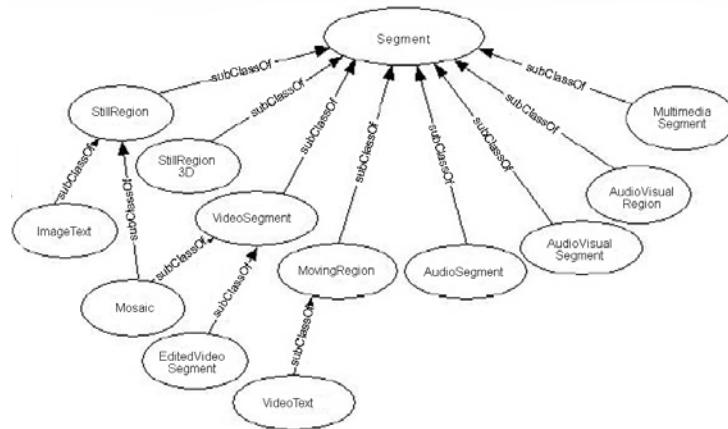 Segment
subClassOf
subClassOf
subClassOf
subClassOf
subClassOf
subClassOf
subClassOf
subClassOf
StillRegion
Multimedia
Segment
StillRegion
3D
subClassOf
subClassOf
AudioVisual
Region
VideoSegment
ImageText
AudioVisual
Segment
subClassOf
MovingRegion
AudioSegment
Mosaic
subClassOf
subClassOf
EditedVideo
Segment
VideoText